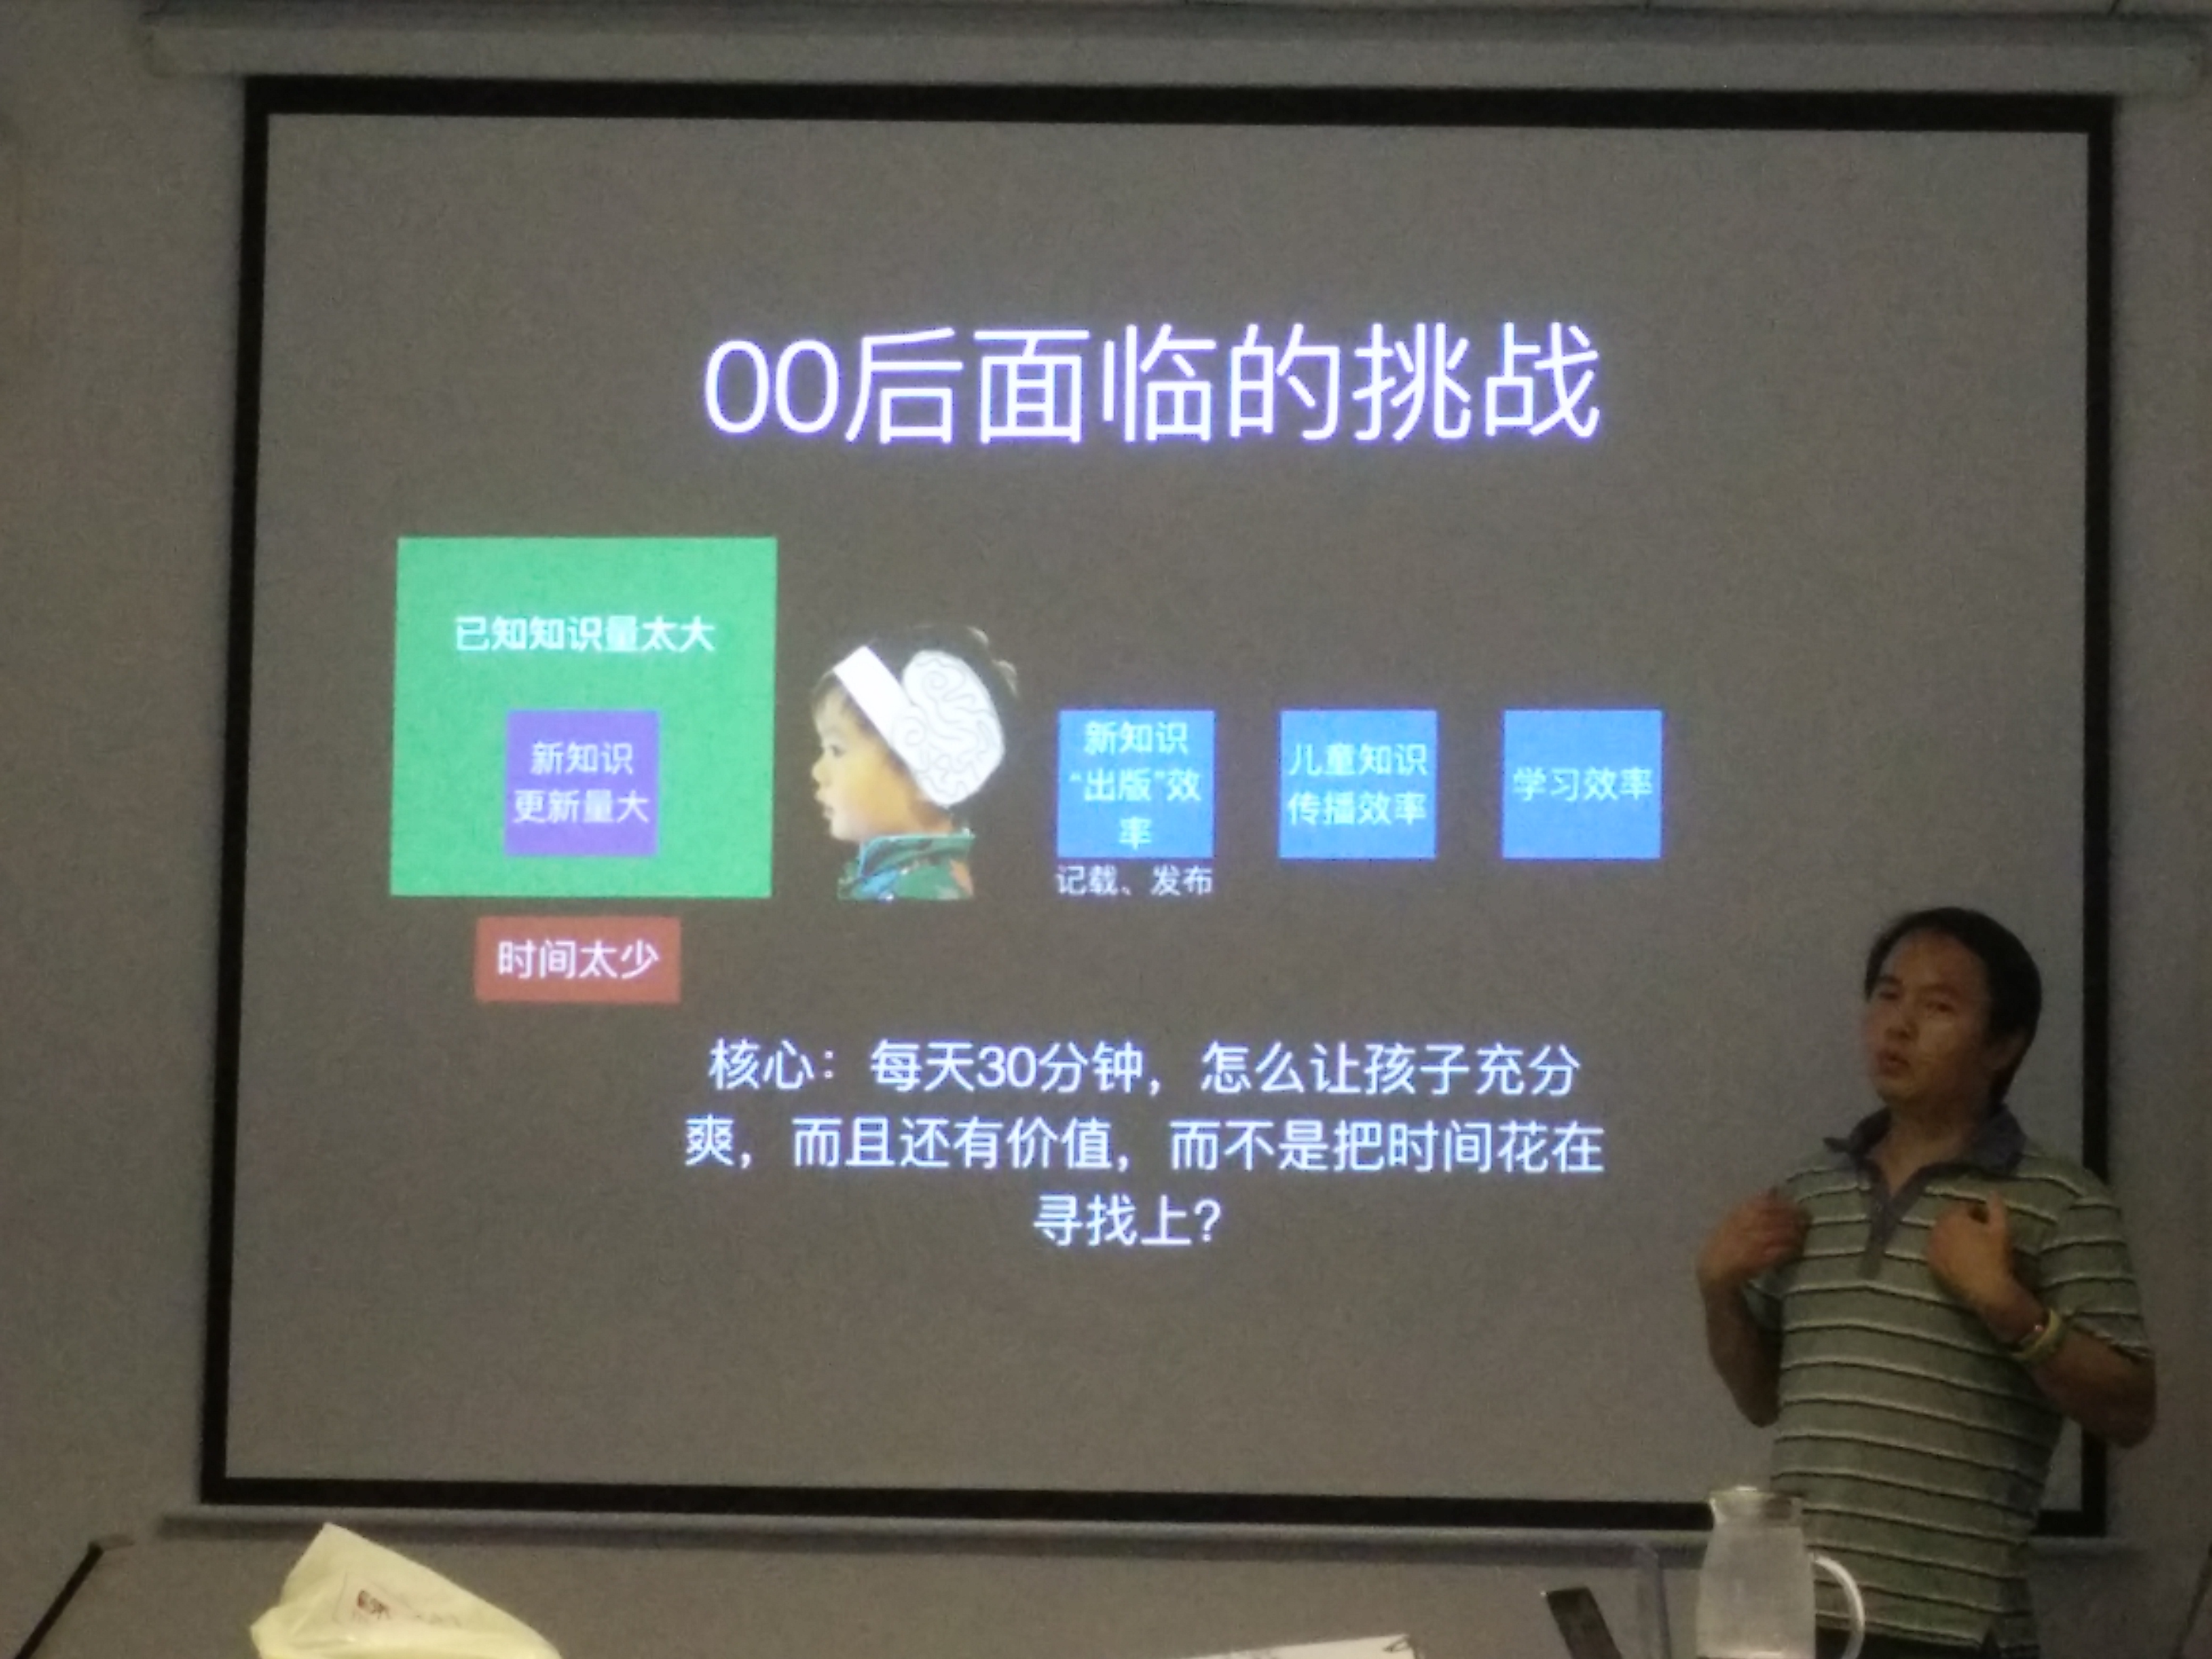 00后面临的挑战
已知知识量太大
新知识
更新量大
时间太少
新知识
“出版”效
率
记载、发布
儿童知识
传播效率
学习效率
核心：每天30分钟，怎么让孩子充分
爽，而且还有价值，而不是把时间花在
寻找上？